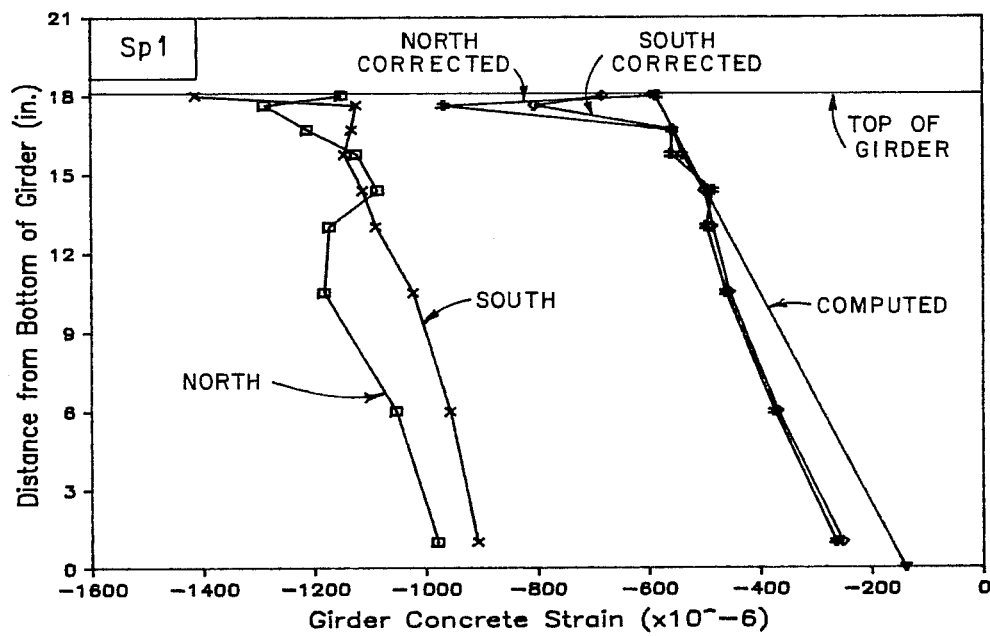 Sp1
NORTH
CORRECTED
SOUTH
CORRECTED
TOP OF
GIRDER
SOUTH
COMPUTED
NORTH
Distance from Bottom of Girder (in.)
21
18
15
12
9
6
3
0
-1600 -1400 -1200 -1000 -800 -600 -400 -200 0
Girder Concrete Strain (x10^-6)